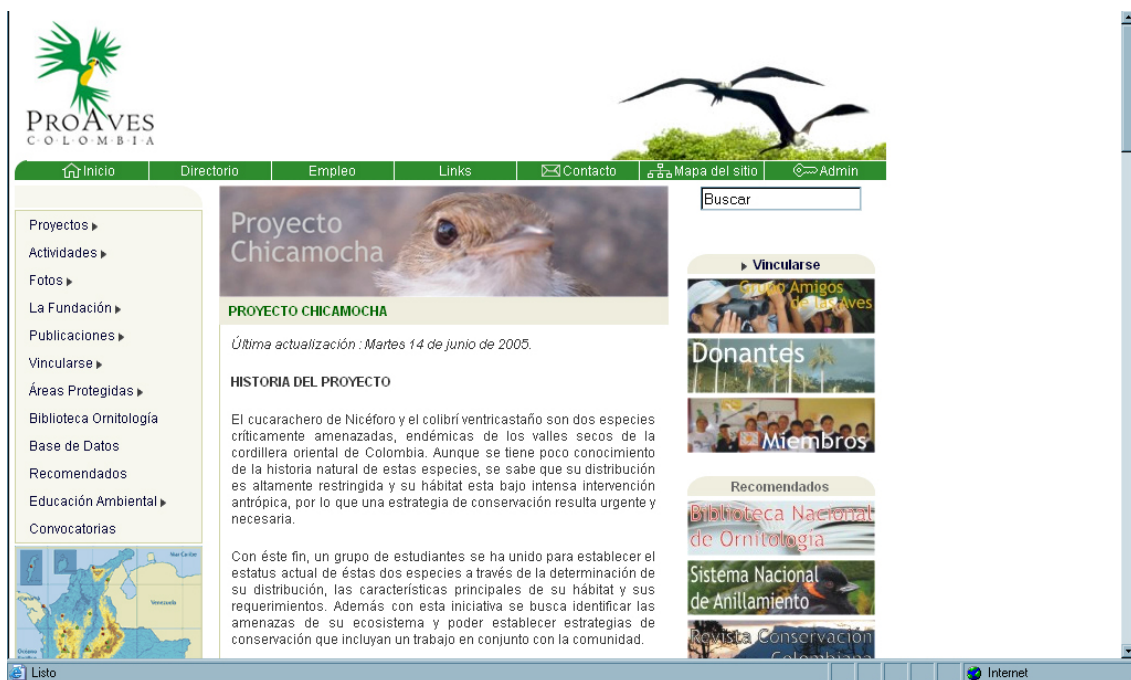 PROAVES
C·O·L·O·M·B·I·A
Inicio
Directorio
Empleo
Links
Contacto
Mapa del sitio
Admin
Proyectos
Actividades
Fotos
La Fundación
Publicaciones
Vincularse
Áreas Protegidas
Biblioteca Ornitología
Base de Datos
Recomendados
Educación Ambiental
Convocatorias
Mar Caribe
Panamá
Venezuela
Océano
Proyecto
Chicamocha
PROYECTO CHICAMOCHA
Última actualización : Martes 14 de junio de 2005.
HISTORIA DEL PROYECTO
El cucarachero de Nicéforo y el colibrí ventricastaño son dos especies
críticamente amenazadas, endémicas de los valles secos de la
cordillera oriental de Colombia. Aunque se tiene poco conocimiento
de la historia natural de estas especies, se sabe que su distribución
es altamente restringida y su hábitat esta bajo intensa intervención
antrópica, por lo que una estrategia de conservación resulta urgente y
necesaria.
Con éste fin, un grupo de estudiantes se ha unido para establecer el
estatus actual de éstas dos especies a través de la determinación de
su distribución, las características principales de su hábitat y sus
requerimientos. Además con esta iniciativa se busca identificar las
amenazas de su ecosistema y poder establecer estrategias de
conservación que incluyan un trabajo en conjunto con la comunidad.
Buscar
Vincularse
Grupo Amigos
de las Aves
Donantes
Miembros
Recomendados
Biblioteca Nacional
de Ornitología
Sistema Nacional
de Anillamiento
Revista Conservación
Colombiana
Listo
Internet